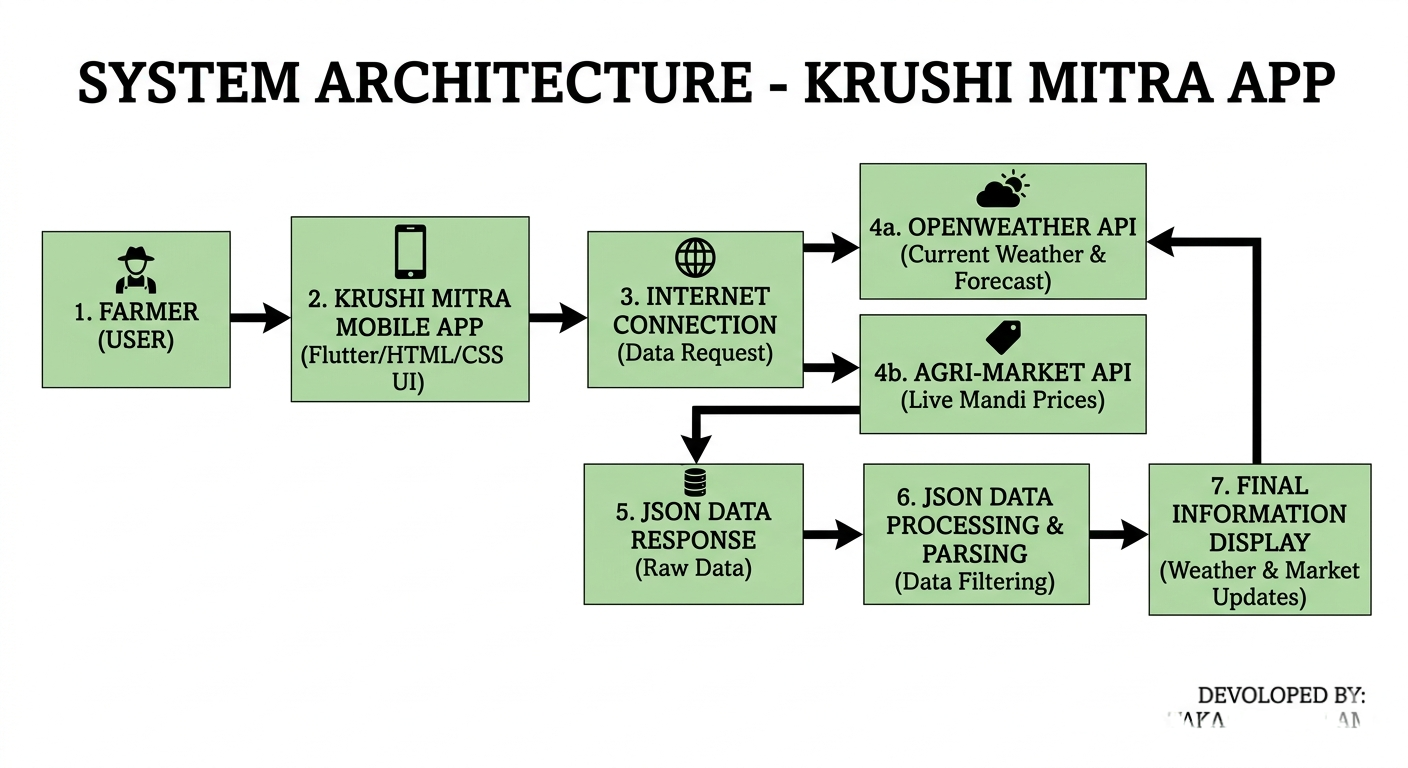 SYSTEM ARCHITECTURE - KRUSHI MITRA APP
1. FARMER
(USER)
2. KRUSHI MITRA
MOBILE APP
(Flutter/HTML/CSS
UI)
3. INTERNET
CONNECTION
(Data Request)
4a. OPENWEATHER API
(Current Weather &
Forecast)
4b. AGRI-MARKET API
(Live Mandi Prices)
5. JSON DATA
RESPONSE
(Raw Data)
6. JSON DATA
PROCESSING &
PARSING
(Data Filtering)
7. FINAL
INFORMATION
DISPLAY
(Weather & Market
Updates)
DEVOLOPED BY: